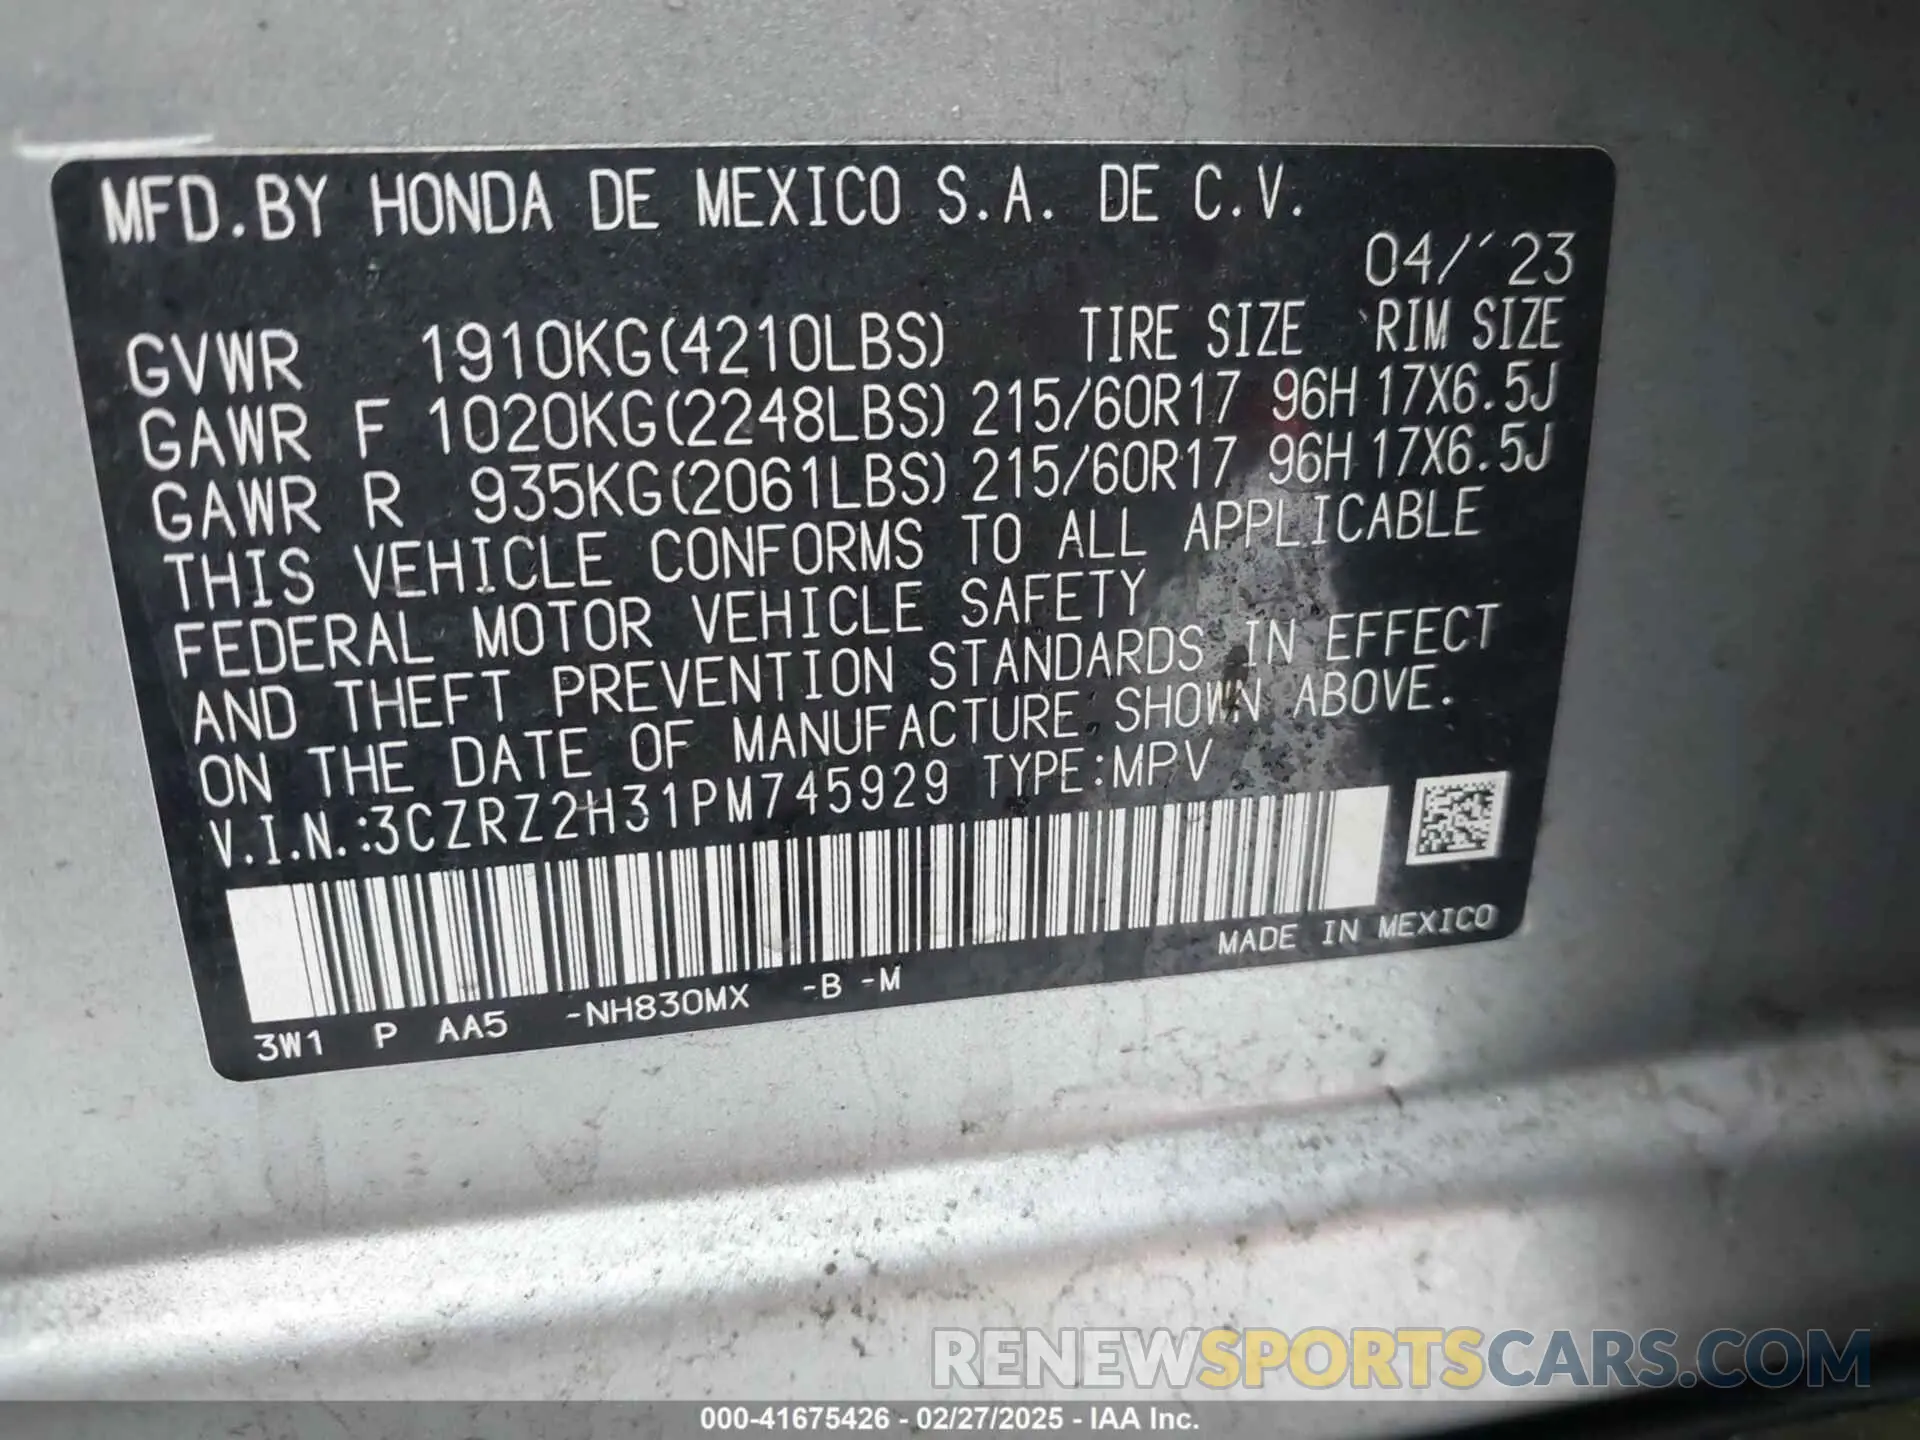 MFD.BY HONDA DE MEXICO S.A. DE C.V.
04/´23
GVWR 1910KG(4210LBS) TIRE SIZE RIM SIZE
GAWR F 1020KG(2248LBS) 215/60R17 96H 17X6.5J
GAWR R 935KG(2061LBS) 215/60R17 96H 17X6.5J
THIS VEHICLE CONFORMS TO ALL APPLICABLE
FEDERAL MOTOR VEHICLE SAFETY
AND THEFT PREVENTION STANDARDS IN EFFECT
ON THE DATE OF MANUFACTURE SHOWN ABOVE.
V.I.N.:3CZRZ2H31PM745929 TYPE:MPV
MADE IN MEXICO
3W1 P AA5 -NH830MX -B -M
RENEWSPORTSCARS.COM
000-41675426 - 02/27/2025 - IAA Inc.